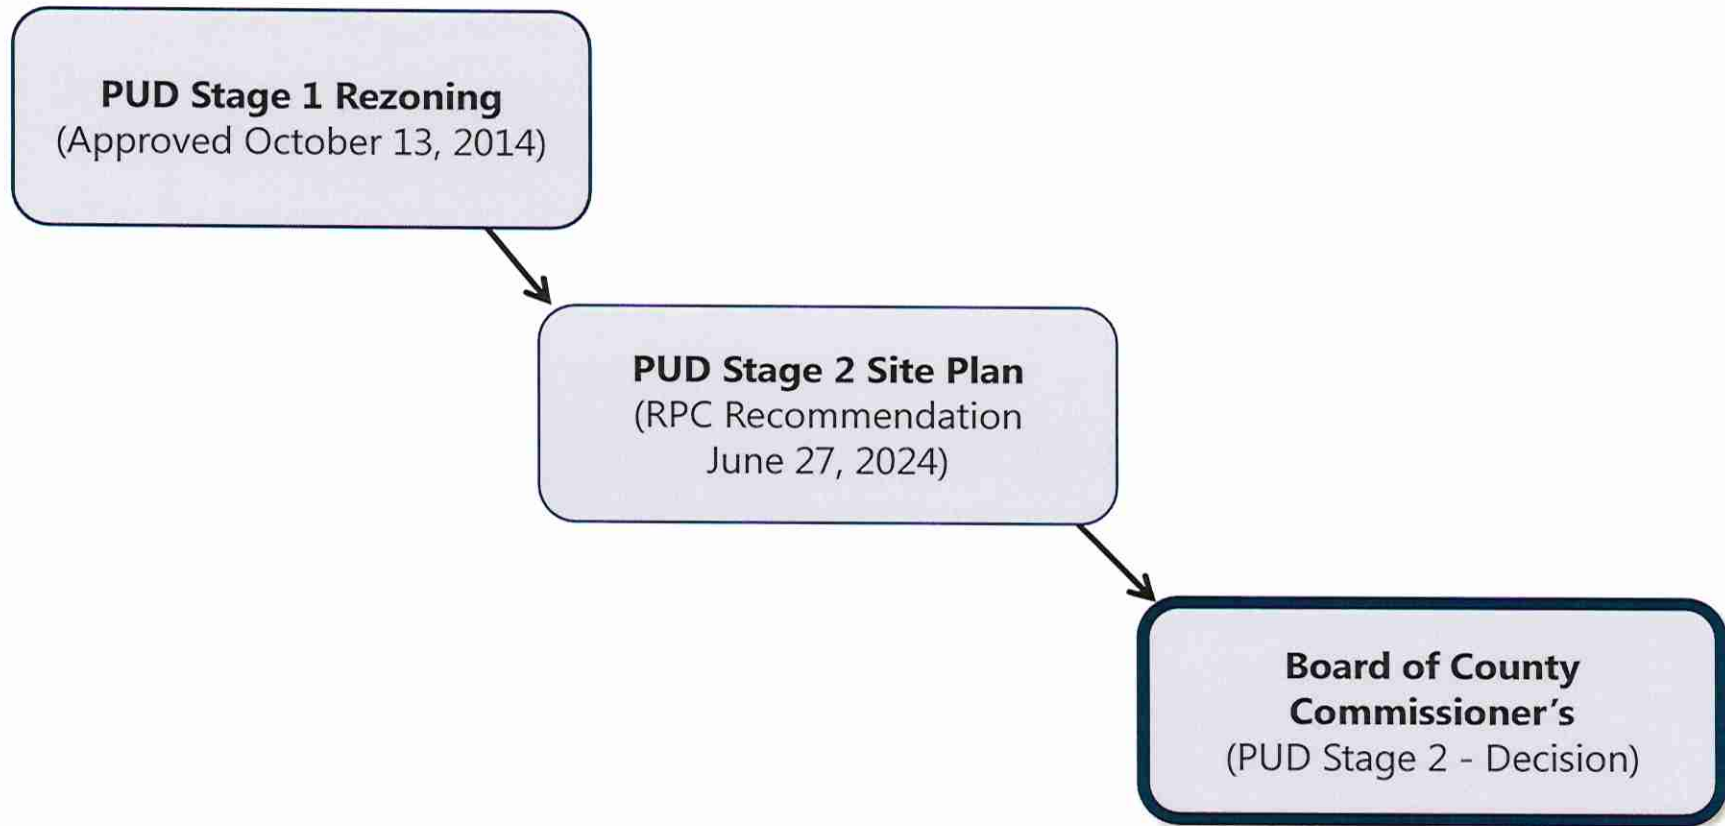 PUD Stage 1 Rezoning
(Approved October 13, 2014)
PUD Stage 2 Site Plan
(RPC Recommendation
June 27, 2024)
Board of County
Commissioner's
(PUD Stage 2 - Decision)